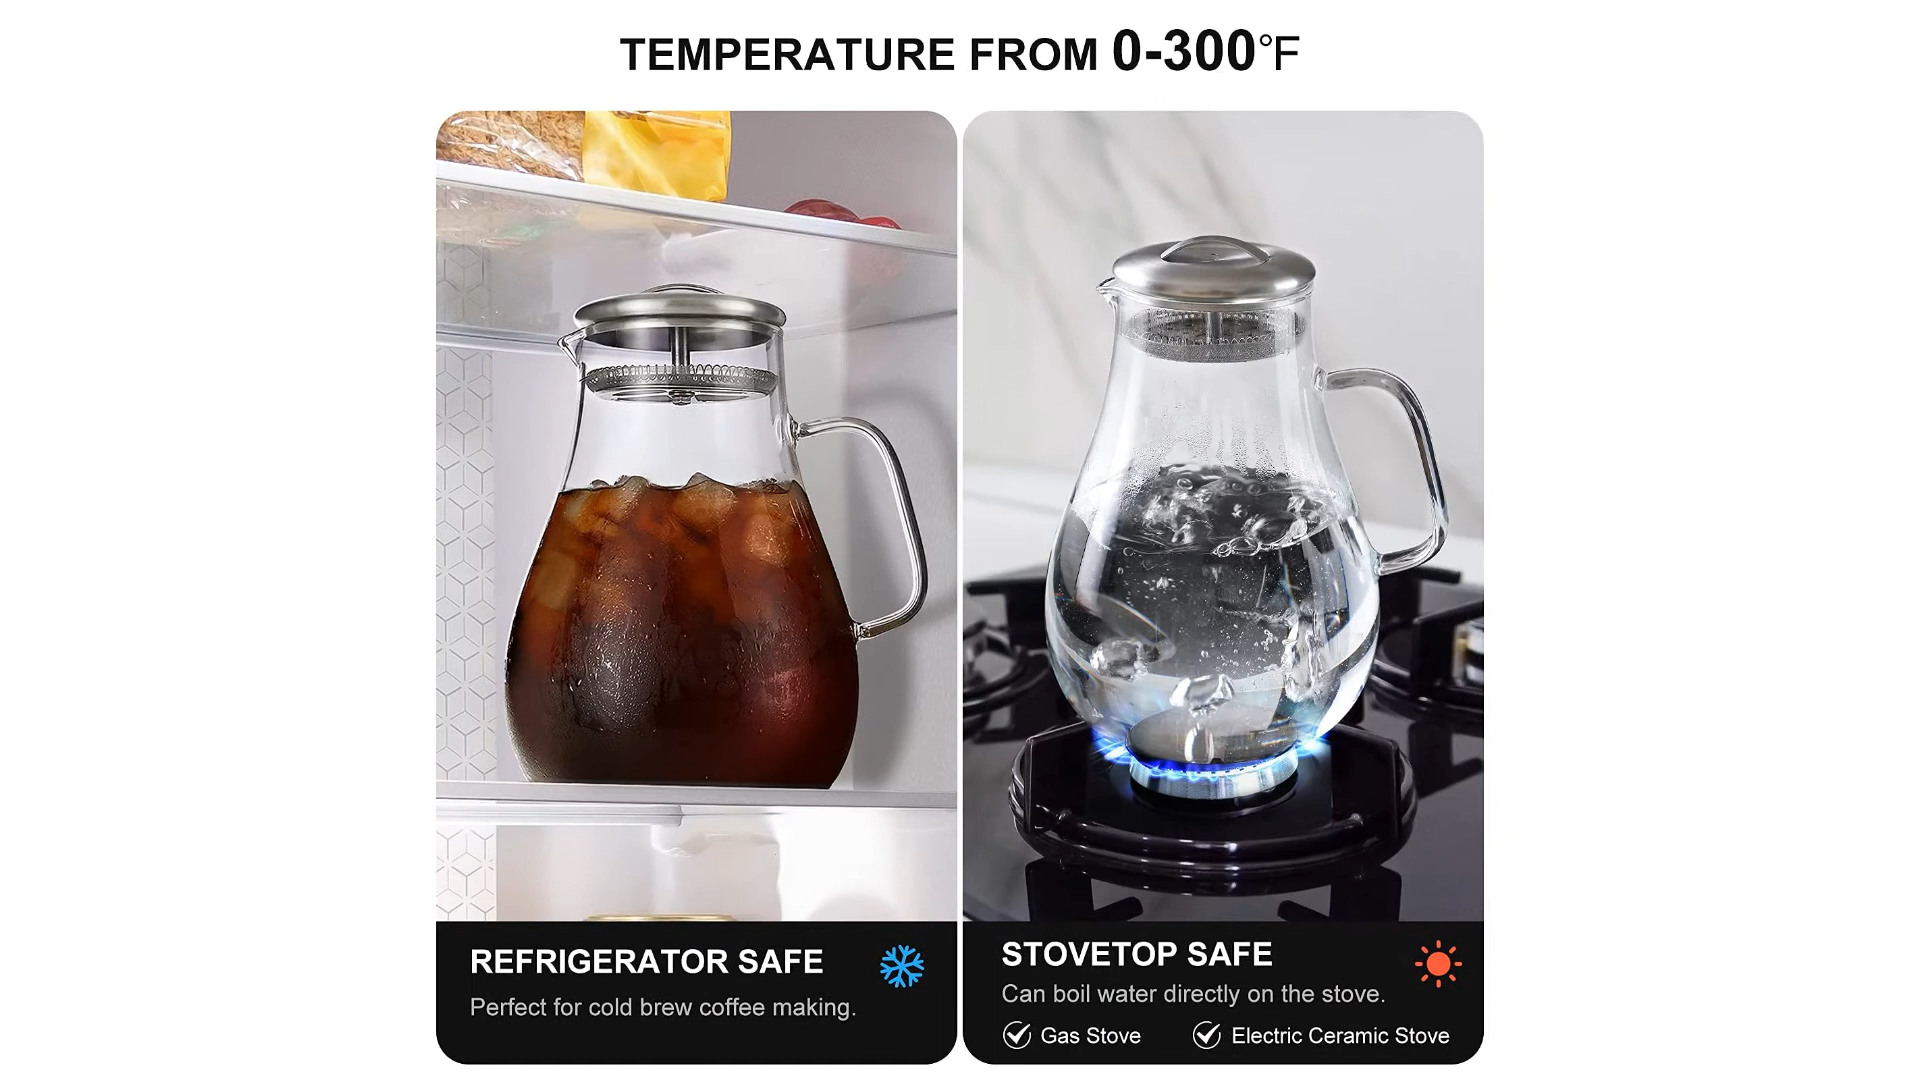 TEMPERATURE FROM 0-300°F
REFRIGERATOR SAFE
Perfect for cold brew coffee making.
STOVETOP SAFE
Can boil water directly on the stove.
Gas Stove
Electric Ceramic Stove